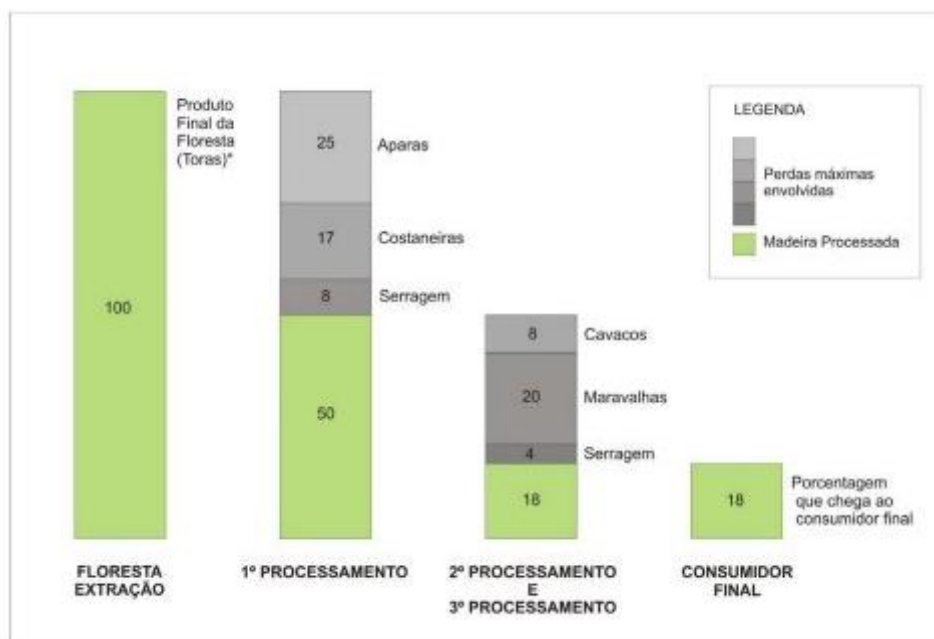 Produto
Final da
Floresta
(Toras)*
100
FLORESTA
EXTRAÇÃO
25
Aparas
17
Costaneiras
8
Serragem
50
1º PROCESSAMENTO
8
Cavacos
20
Maravalhas
4
Serragem
18
2º PROCESSAMENTO
E
3º PROCESSAMENTO
18
Porcentagem
que chega ao
consumidor final
CONSUMIDOR
FINAL
LEGENDA
Perdas máximas
envolvidas
Madeira Processada